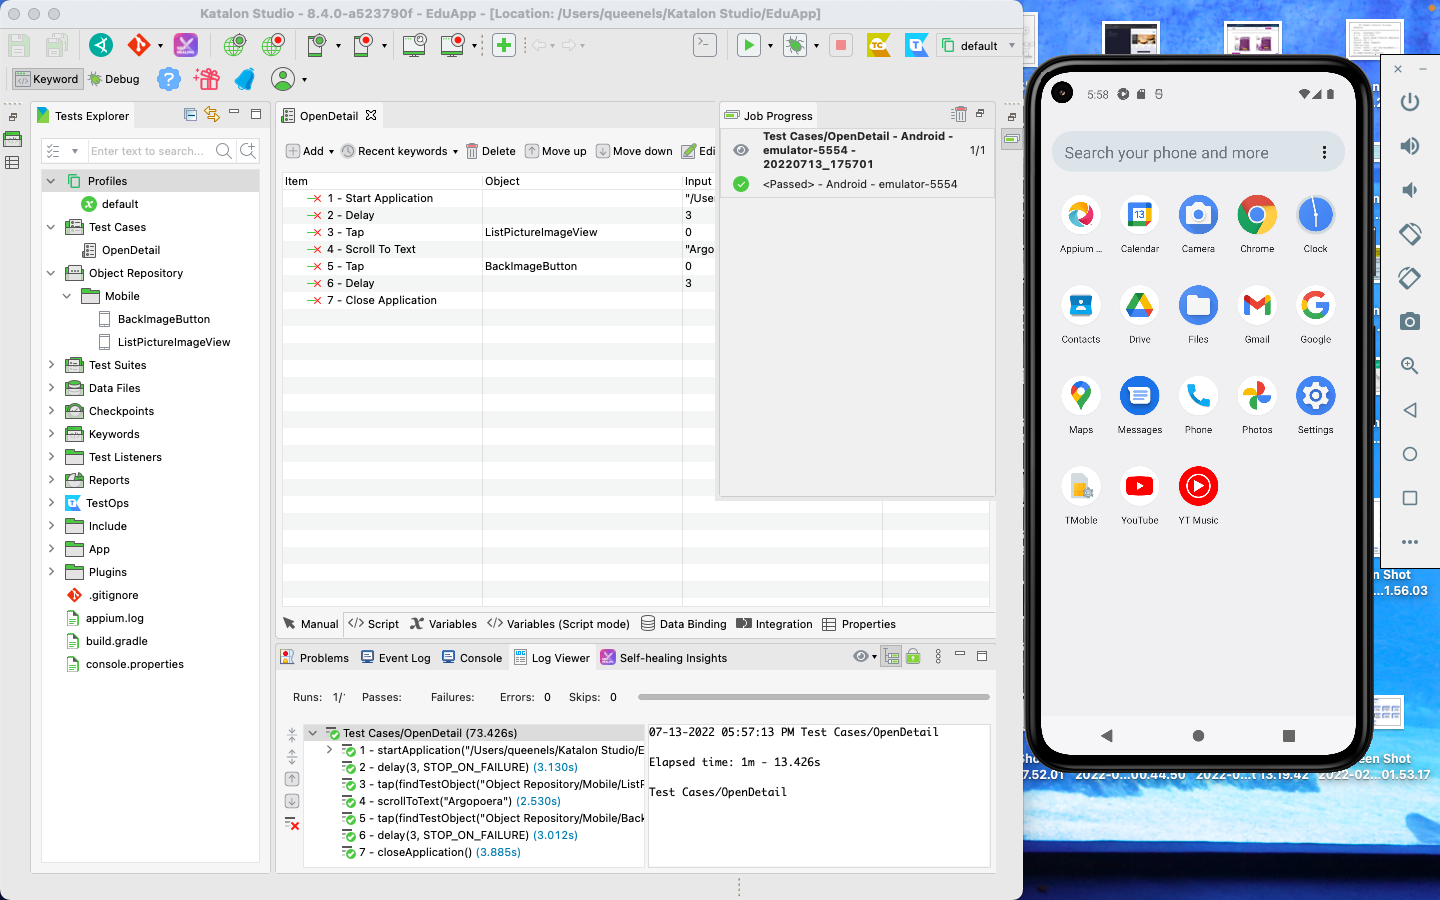 Katalon Studio - 8.4.0-a523790f - EduApp - [Location: /Users/queenels/Katalon Studio/EduApp]
TC
T
default
Keyword
Debug
Tests Explorer
Enter text to search...
Profiles
default
Test Cases
OpenDetail
Object Repository
Mobile
BackImageButton
ListPictureImageView
Test Suites
Data Files
Checkpoints
Keywords
Test Listeners
Reports
TestOps
Include
App
Plugins
.gitignore
appium.log
build.gradle
console.properties
OpenDetail
Add
Recent keywords
Delete
Move up
Move down
Edi
Item Object Input
1 - Start Application "/Use
2 - Delay 3
3 - Tap ListPictureImageView 0
4 - Scroll To Text "Argo
5 - Tap BackImageButton 0
6 - Delay 3
7 - Close Application
Job Progress
Test Cases/OpenDetail - Android -
emulator-5554 -
20220713_175701
1/1
<Passed> - Android - emulator-5554
Manual
Script
Variables
Variables (Script mode)
Data Binding
Integration
Properties
Problems
Event Log
Console
Log Viewer
Self-healing Insights
Runs: 1/
Passes:
Failures:
Errors: 0
Skips: 0
Test Cases/OpenDetail (73.426s)
1 - startApplication("/Users/queenels/Katalon Studio/E
2 - delay(3, STOP_ON_FAILURE) (3.130s)
3 - tap(findTestObject("Object Repository/Mobile/ListP
4 - scrollToText("Argopoera") (2.530s)
5 - tap(findTestObject("Object Repository/Mobile/Back
6 - delay(3, STOP_ON_FAILURE) (3.012s)
7 - closeApplication() (3.885s)
07-13-2022 05:57:13 PM Test Cases/OpenDetail
Elapsed time: 1m - 13.426s
Test Cases/OpenDetail
5:58
Search your phone and more
Appium ...
Calendar
Camera
Chrome
Clock
13
Contacts
Drive
Files
Gmail
Google
Maps
Messages
Phone
Photos
Settings
TMoble
YouTube
YT Music
en Shot
...1.56.03
een Shot
7.52.01
2022-0...00.44.50
2022-0...13.19.42
2022-02...01.53.17